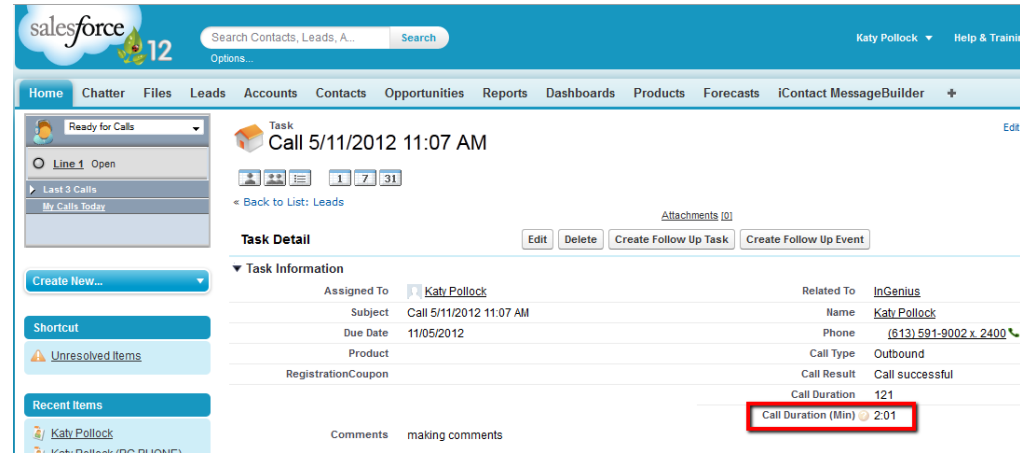 salesforce
12
Search Contacts, Leads, A...
Search
Options...
Katy Pollock
Help & Trainin
Home Chatter Files Leads Accounts Contacts Opportunities Reports Dashboards Products Forecasts iContact MessageBuilder +
Ready for Calls
Line 1 Open
Last 3 Calls
My Calls Today
Create New...
Shortcut
Unresolved Items
Recent Items
Katy Pollock
Katy Pollock (PC PHONE)
Task
Call 5/11/2012 11:07 AM
Edit
1 7 31
« Back to List: Leads
Attachments [0]
Task Detail
Edit Delete Create Follow Up Task Create Follow Up Event
Task Information
Assigned To Katy Pollock Related To InGenius
Subject Call 5/11/2012 11:07 AM Name Katy Pollock
Due Date 11/05/2012 Phone (613) 591-9002 x. 2400
Product Call Type Outbound
RegistrationCoupon Call Result Call successful
Call Duration 121
Call Duration (Min) 2:01
Comments making comments